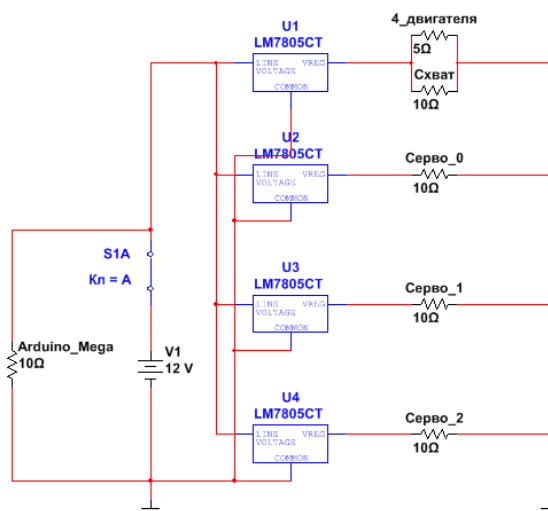 U1
LM7805CT
LINE VREG
VOLTAGE
COMMON
4_двигателя
5Ω
Схват
10Ω
U2
LM7805CT
LINE VREG
VOLTAGE
COMMON
Серво_0
10Ω
S1A
Кл = A
U3
LM7805CT
LINE VREG
VOLTAGE
COMMON
Серво_1
10Ω
Arduino_Mega
10Ω
V1
12 V
U4
LM7805CT
LINE VREG
VOLTAGE
COMMON
Серво_2
10Ω